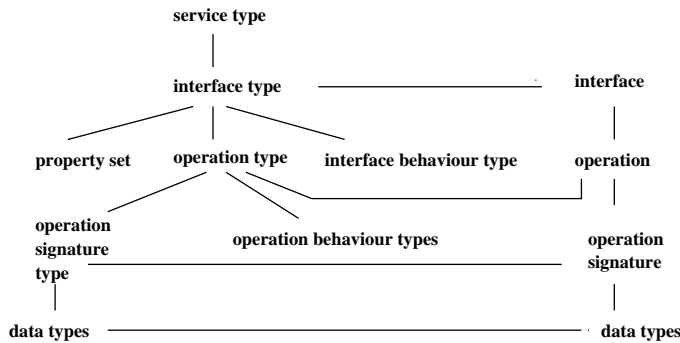 service type
interface type
interface
property set
operation type
interface behaviour type
operation
operation
signature
type
operation behaviour types
operation
signature
data types
data types